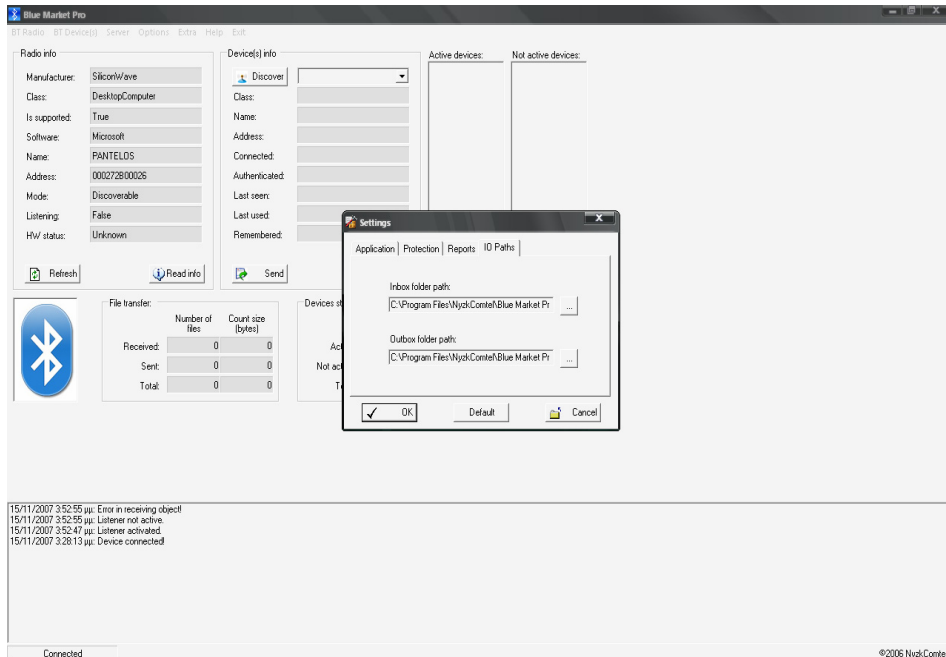 Blue Market Pro
BT Radio BT Device(s) Server Options Extra Help Exit
Radio info
Manufacturer: SiliconWave
Class: DesktopComputer
Is supported: True
Software: Microsoft
Name: PANTELOS
Address: 000272B00026
Mode: Discoverable
Listening: False
HW status: Unknown
Refresh Read info
Device(s) info
Discover
Class:
Name:
Address:
Connected:
Authenticated:
Last seen:
Last used:
Remembered:
Send
Active devices: Not active devices:
File transfer:
Number of files Count size (bytes)
Received: 0 0
Sent: 0 0
Total: 0 0
Devices st
Act
Not act
T
Settings
Application Protection Reports IO Paths
Inbox folder path:
C:\Program Files\NyzkComtel\Blue Market Pr ...
Outbox folder path:
C:\Program Files\NyzkComtel\Blue Market Pr ...
OK Default Cancel
15/11/2007 3:52:55 μμ: Error in receiving object!
15/11/2007 3:52:55 μμ: Listener not active.
15/11/2007 3:52:47 μμ: Listener activated.
15/11/2007 3:28:13 μμ: Device connected!
Connected ©2006 NyzkComte